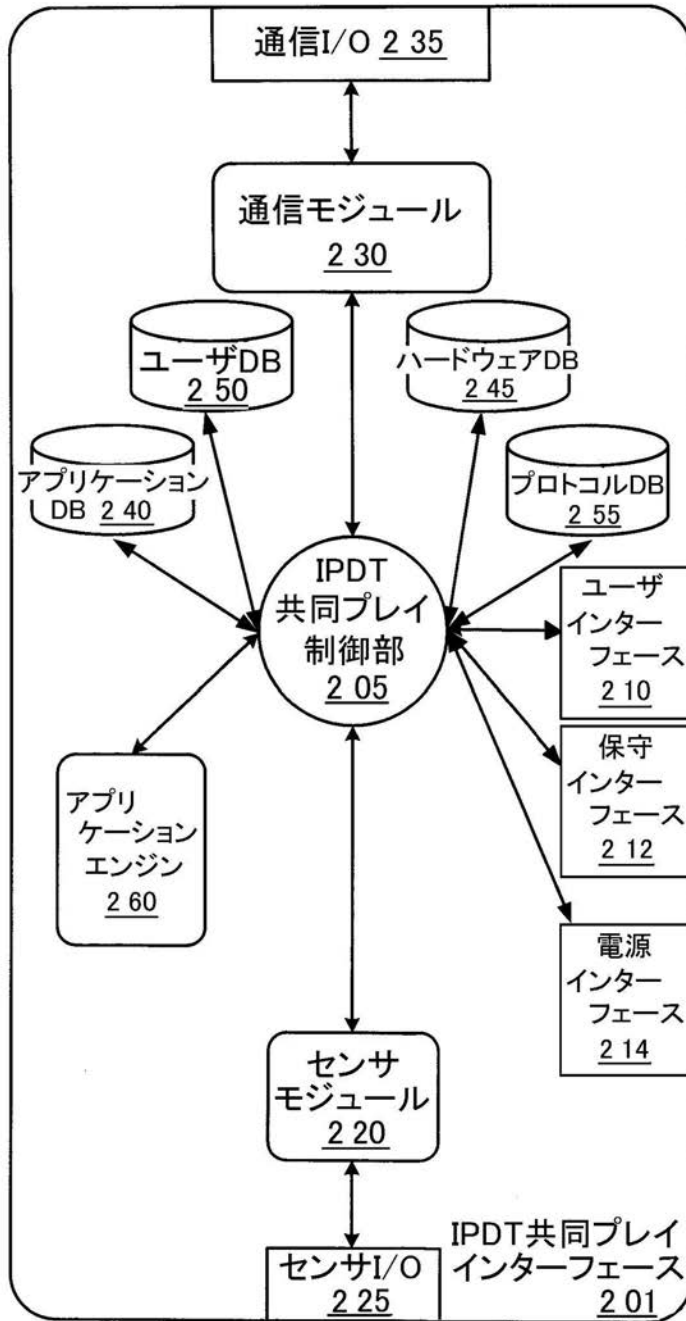 通信I/O 235
通信モジュール
230
ユーザDB
250
ハードウェアDB
245
アプリケーション
DB 240
プロトコルDB
255
IPDT
共同プレイ
制御部
205
ユーザ
インター
フェース
210
保守
インター
フェース
212
アプリ
ケーション
エンジン
260
電源
インター
フェース
214
センサ
モジュール
220
センサI/O
225
IPDT共同プレイ
インターフェース
201